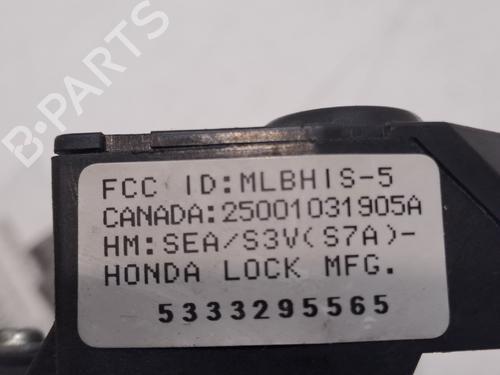 B-PARTS
FCC ID:MLBHIS-5
CANADA:25001031905A
HM:SEA/S3V(S7A)-
HONDA LOCK MFG.
5333295565